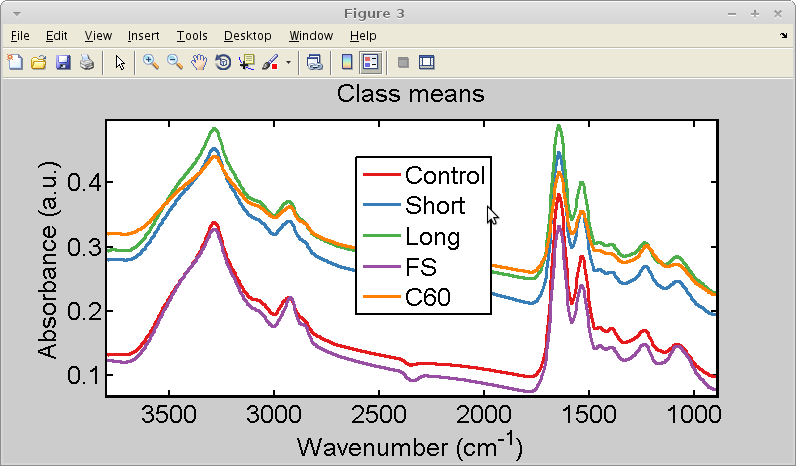 Figure 3
File Edit View Insert Tools Desktop Window Help
Class means
Absorbance (a.u.)
0.4
0.3
0.2
0.1
Control
Short
Long
FS
C60
3500 3000 2500 2000 1500 1000
Wavenumber (cm-1)